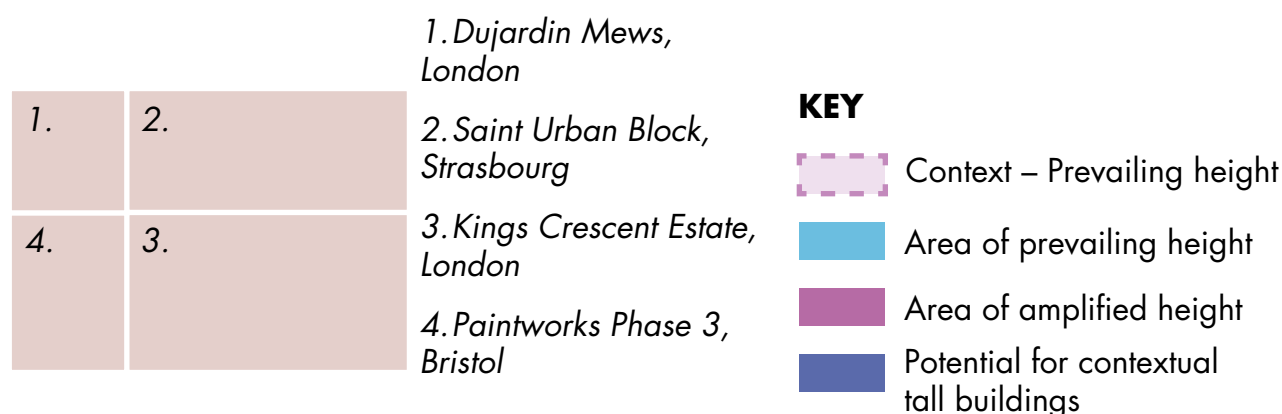 1.
2.
4.
3.
1. Dujardin Mews,
London
2. Saint Urban Block,
Strasbourg
3. Kings Crescent Estate,
London
4. Paintworks Phase 3,
Bristol
KEY
Context – Prevailing height
Area of prevailing height
Area of amplified height
Potential for contextual
tall buildings